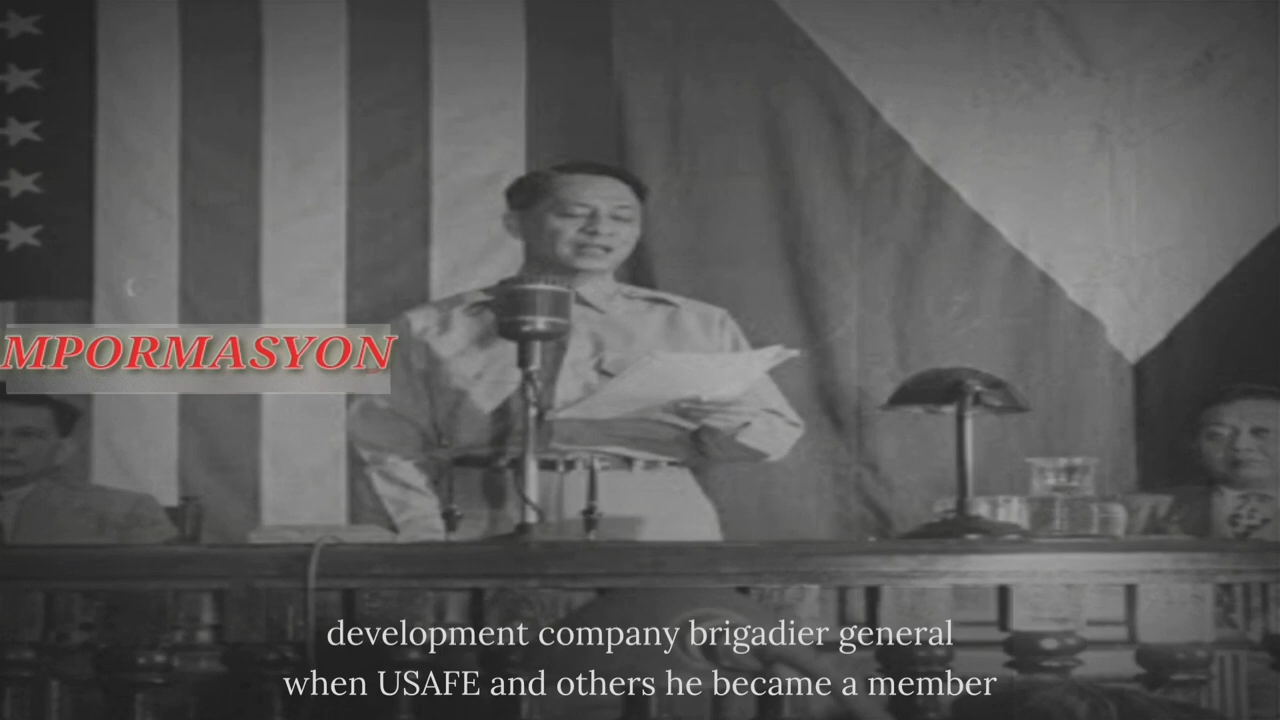 MPORMASYON
development company brigadier general
when USAFE and others he became a member